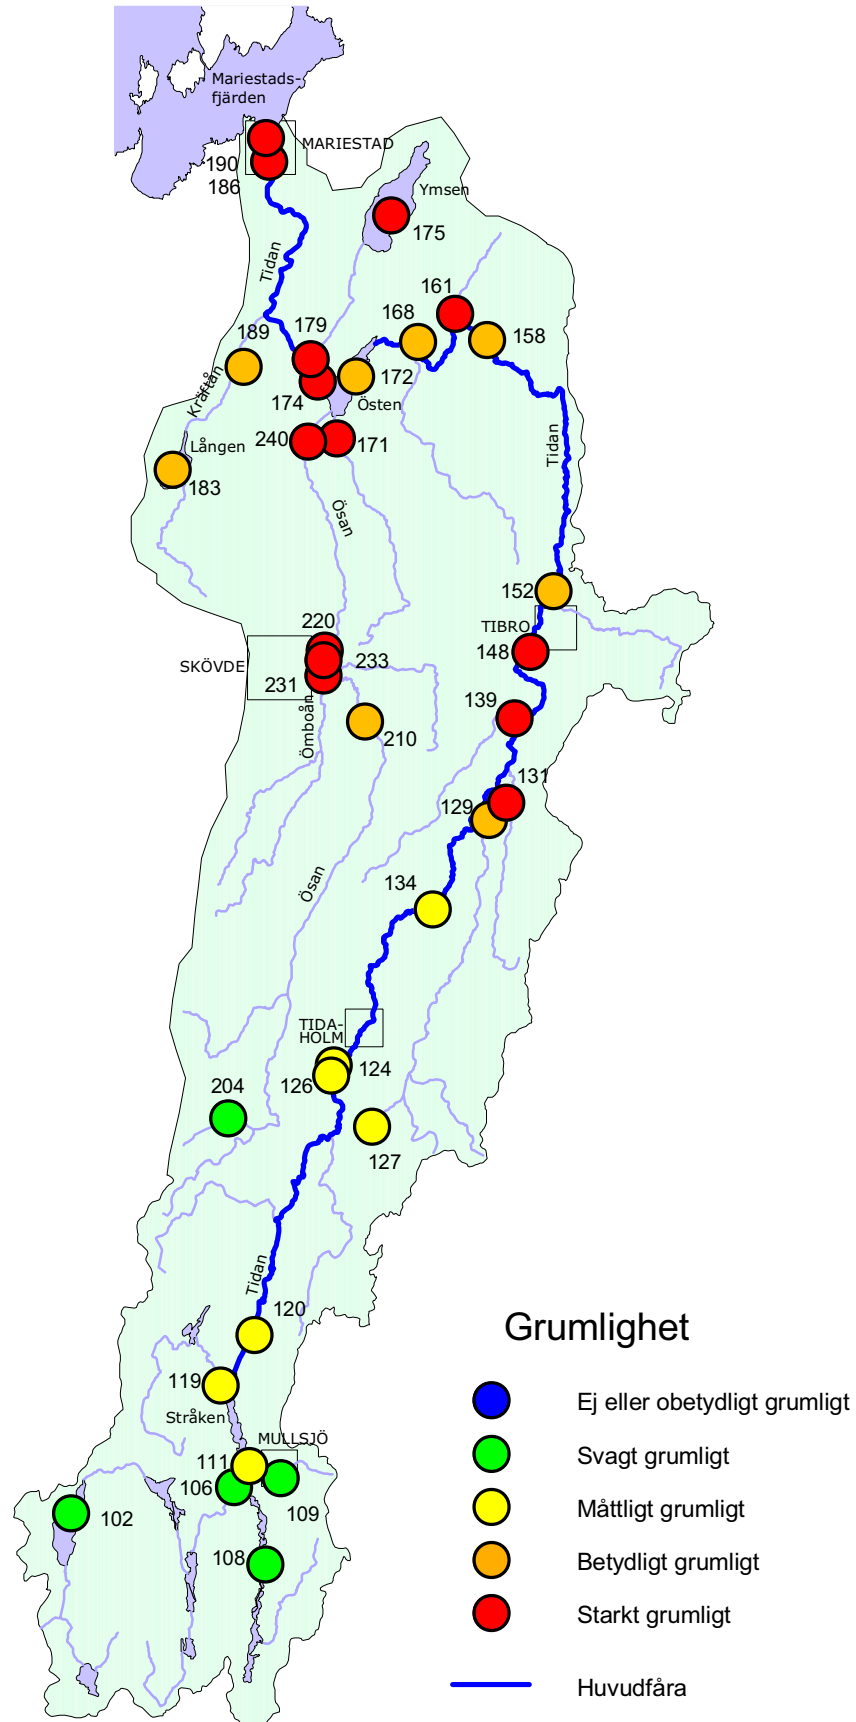 Mariestads-
fjärden
MARIESTAD
190
186
Ymsen
175
Tidan
161
168
158
179
189
172
174
Östen
Kräftån
240
171
Lången
183
Tidan
Ösan
152
220
TIBRO
233
148
SKÖVDE
231
139
Ömboån
210
131
129
134
Ösan
TIDA-
HOLM
124
126
204
127
Tidan
120
119
Stråken
MULLSJÖ
111
106
109
102
108
Grumlighet
Ej eller obetydligt grumligt
Svagt grumligt
Måttligt grumligt
Betydligt grumligt
Starkt grumligt
Huvudfåra